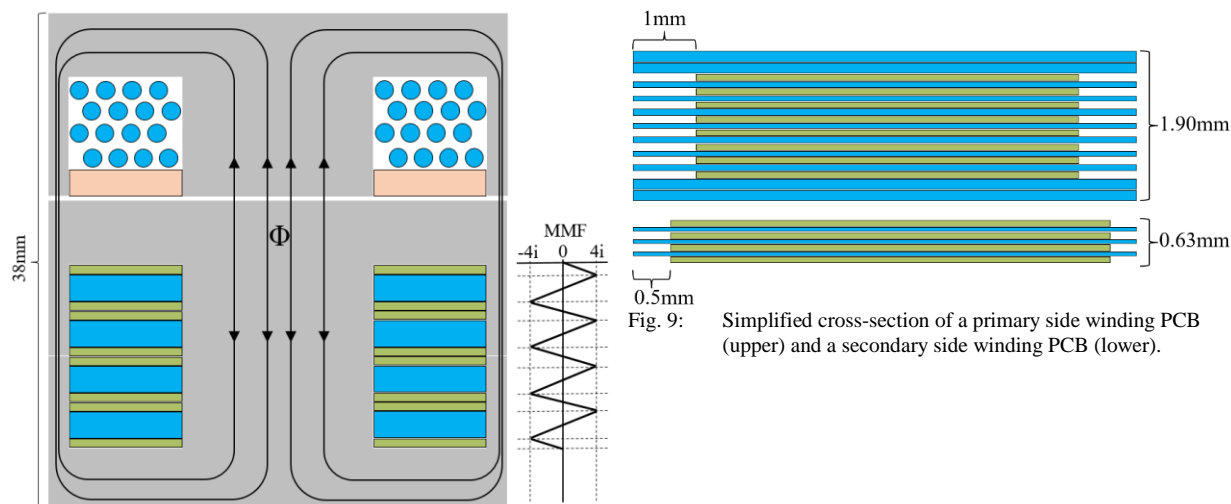 38mm
Φ
MMF
-4i 0 4i
1mm
1.90mm
0.63mm
0.5mm
Fig. 9: Simplified cross-section of a primary side winding PCB
(upper) and a secondary side winding PCB (lower).